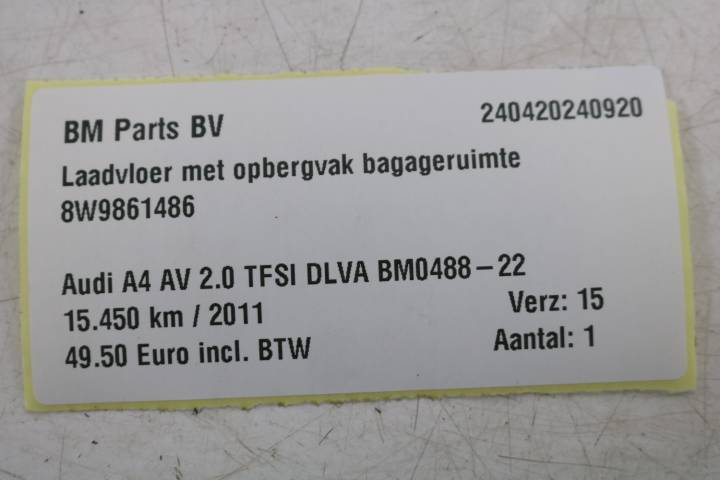 BM Parts BV 240420240920
Laadvloer met opbergvak bagageruimte
8W9861486
Audi A4 AV 2.0 TFSI DLVA BM0488-22
15.450 km / 2011 Verz: 15
49.50 Euro incl. BTW Aantal: 1